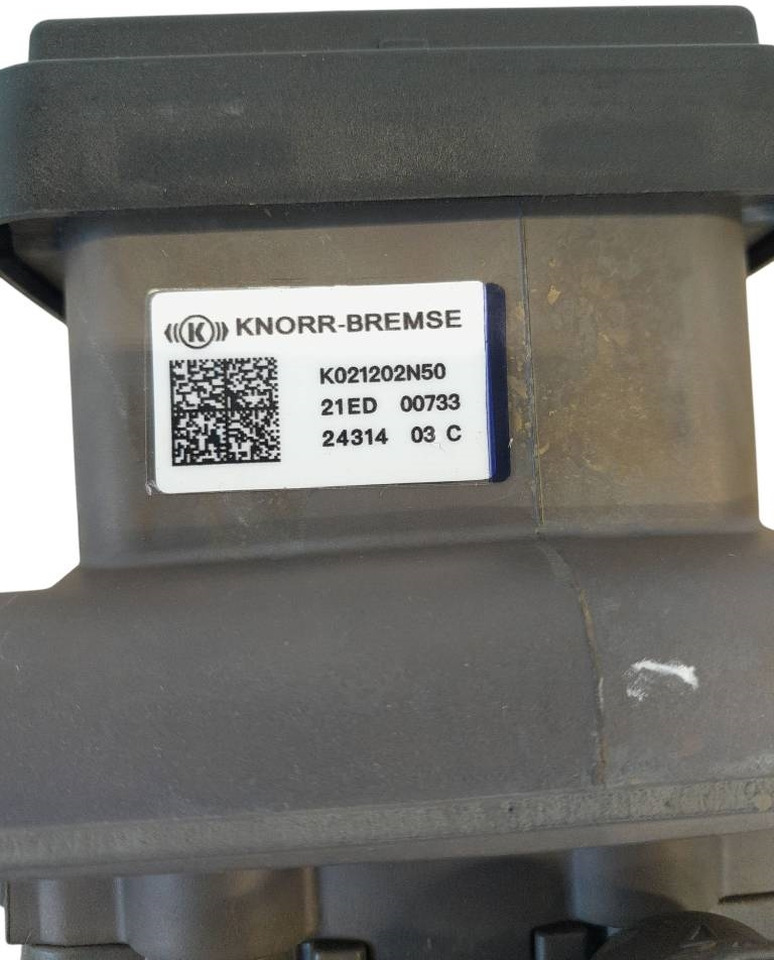 KNORR-BREMSE
K021202N50
21ED 00733
24314 03 C